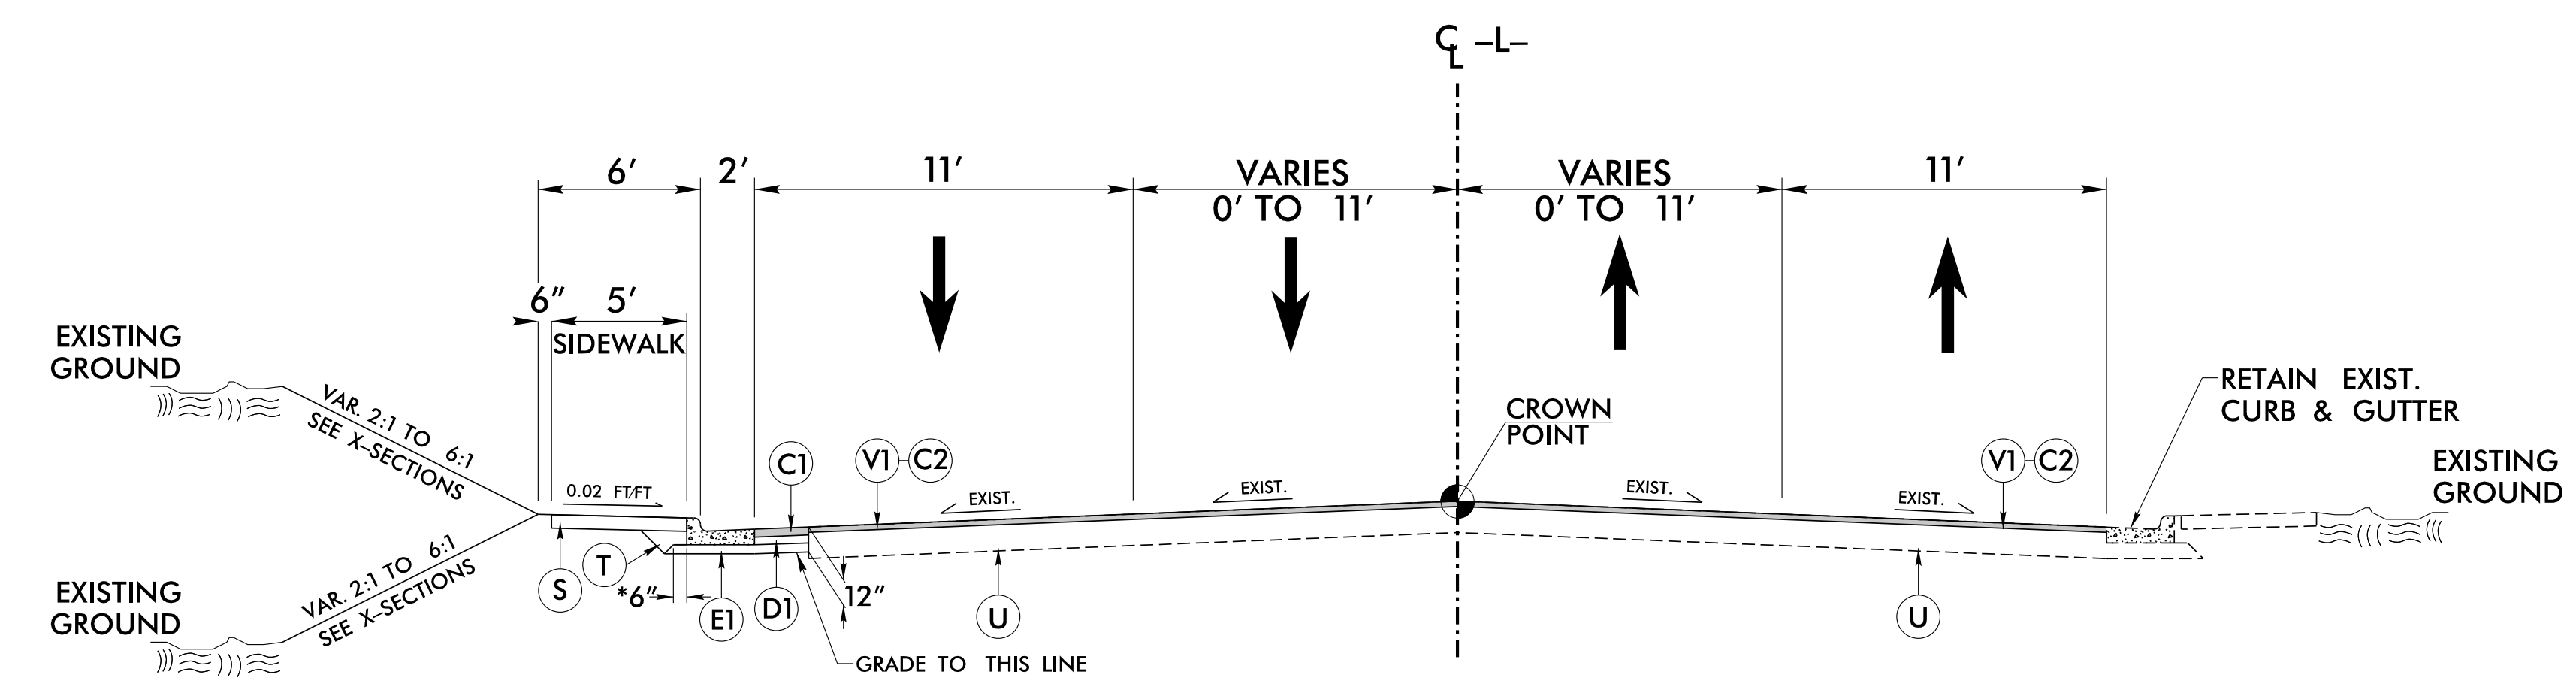 ℄ –L–
6′
2′
11′
VARIES
0′ TO 11′
VARIES
0′ TO 11′
11′
6″
5′
SIDEWALK
EXISTING
GROUND
VAR. 2:1 TO 6:1
SEE X–SECTIONS
RETAIN EXIST.
CURB & GUTTER
CROWN
POINT
C1
V1
C2
V1
C2
EXISTING
GROUND
0.02 FT/FT
EXIST.
EXIST.
EXIST.
EXIST.
VAR. 2:1 TO 6:1
SEE X–SECTIONS
EXISTING
GROUND
S
T
*6″
E1
D1
12″
U
U
GRADE TO THIS LINE